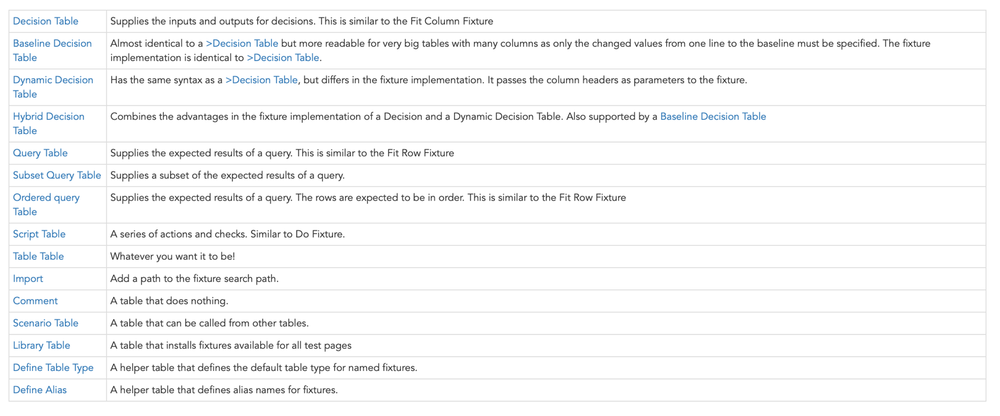 Decision Table
Supplies the inputs and outputs for decisions. This is similar to the Fit Column Fixture
Baseline Decision
Table
Almost identical to a >Decision Table but more readable for very big tables with many columns as only the changed values from one line to the baseline must be specified. The fixture
implementation is identical to >Decision Table.
Dynamic Decision
Table
Has the same syntax as a >Decision Table, but differs in the fixture implementation. It passes the column headers as parameters to the fixture.
Hybrid Decision
Table
Combines the advantages in the fixture implementation of a Decision and a Dynamic Decision Table. Also supported by a Baseline Decision Table
Query Table
Supplies the expected results of a query. This is similar to the Fit Row Fixture
Subset Query Table
Supplies a subset of the expected results of a query.
Ordered query
Table
Supplies the expected results of a query. The rows are expected to be in order. This is similar to the Fit Row Fixture
Script Table
A series of actions and checks. Similar to Do Fixture.
Table Table
Whatever you want it to be!
Import
Add a path to the fixture search path.
Comment
A table that does nothing.
Scenario Table
A table that can be called from other tables.
Library Table
A table that installs fixtures available for all test pages
Define Table Type
A helper table that defines the default table type for named fixtures.
Define Alias
A helper table that defines alias names for fixtures.